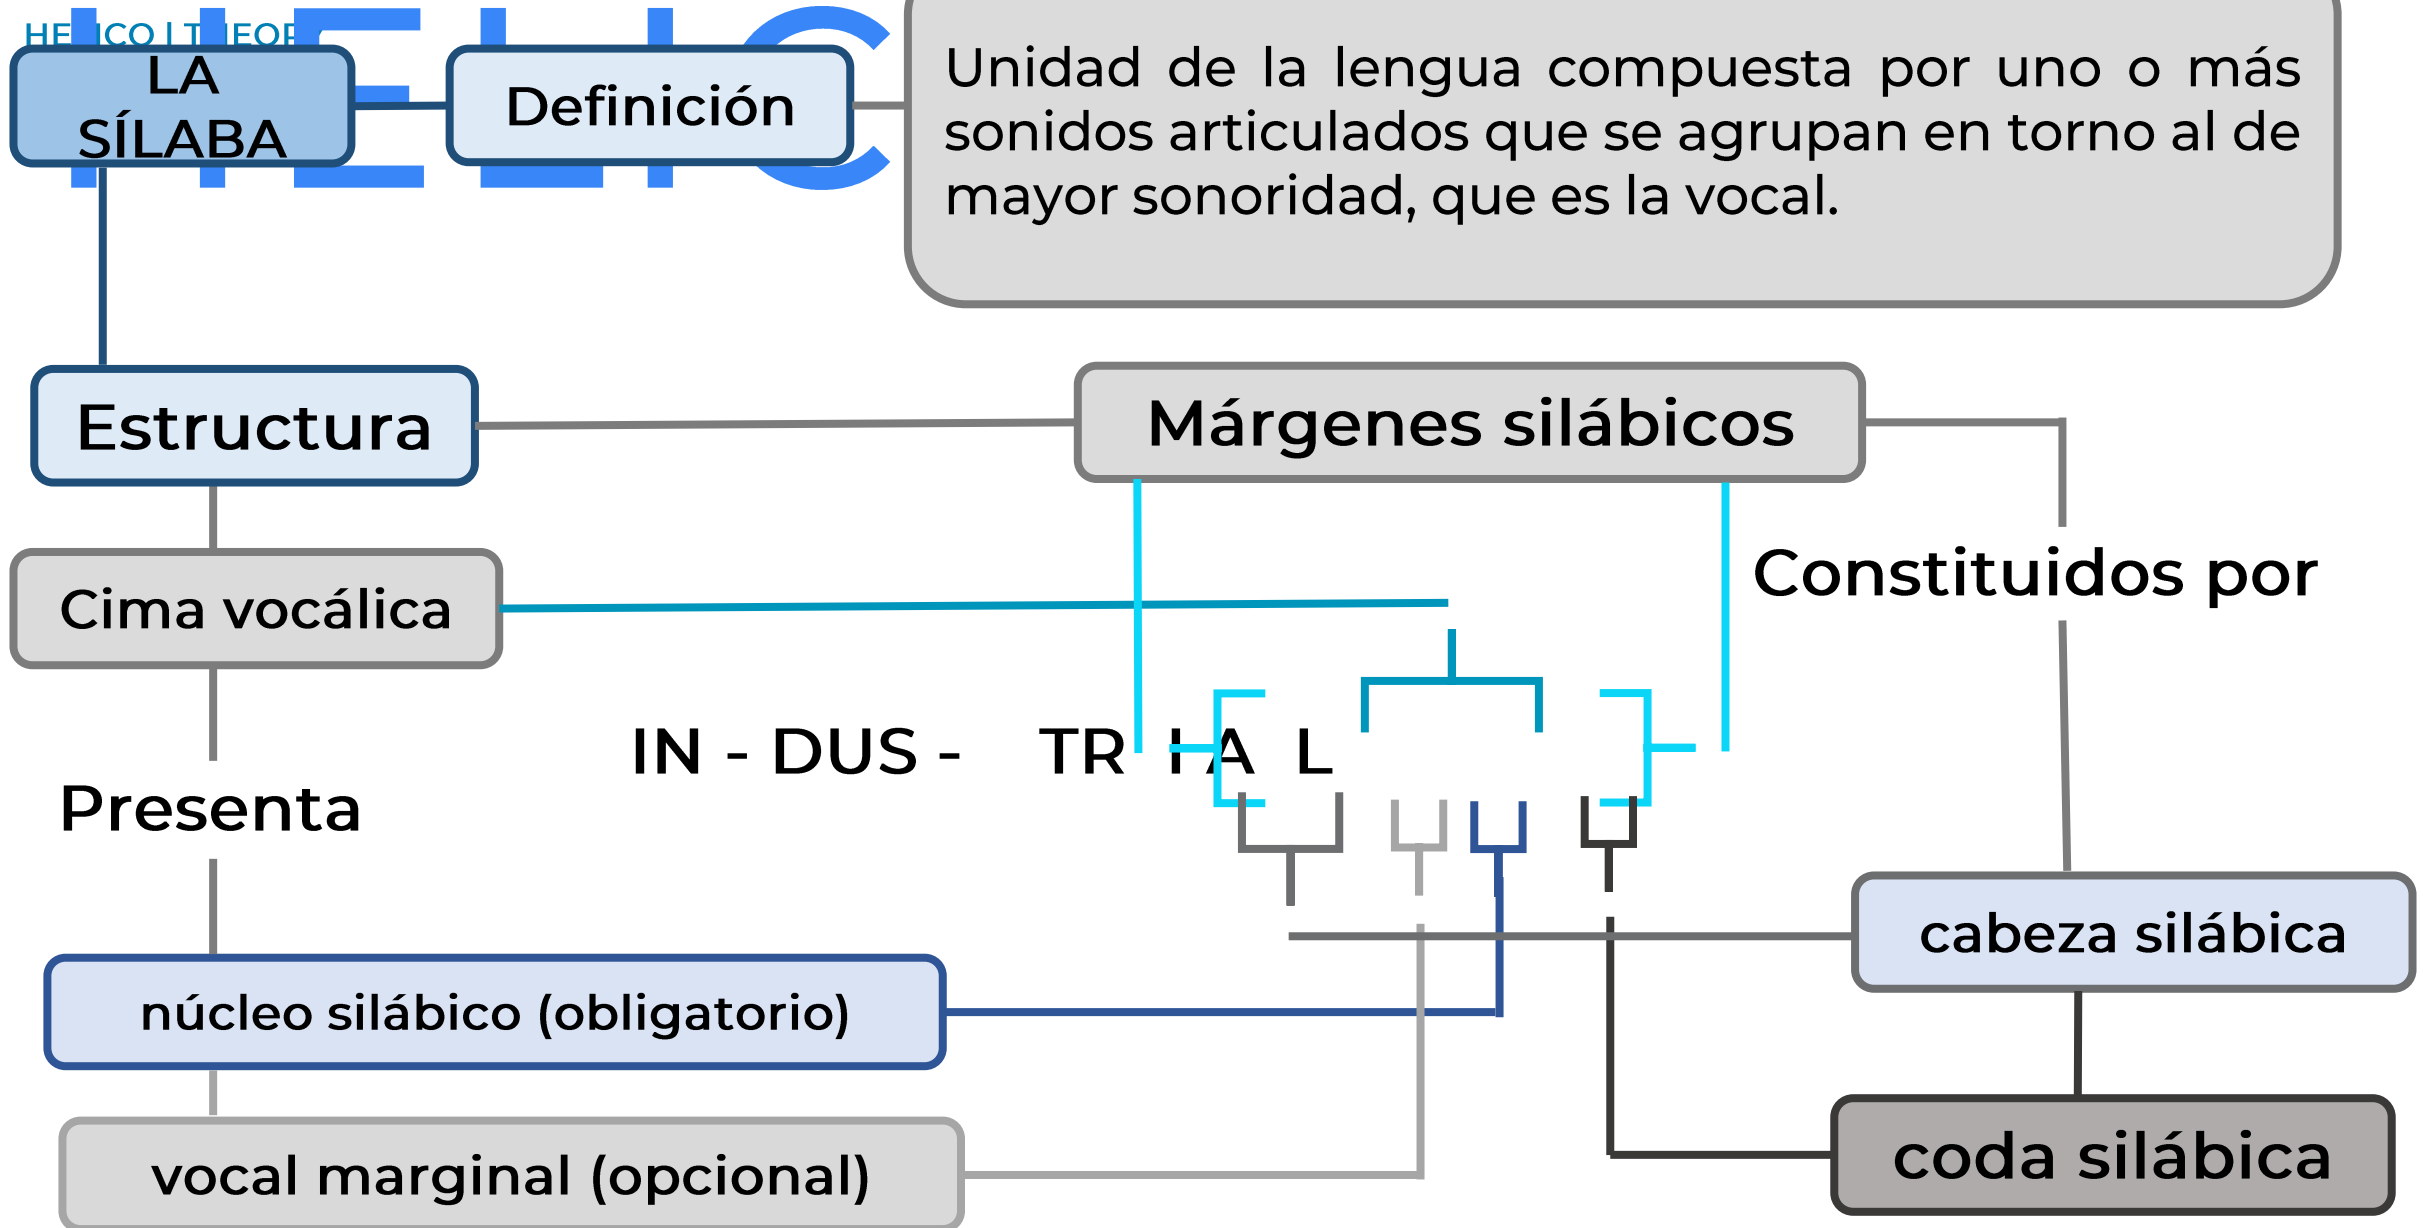 LA
SÍLABA
Definición
Unidad de la lengua compuesta por uno o más
sonidos articulados que se agrupan en torno al de
mayor sonoridad, que es la vocal.
Estructura
Márgenes silábicos
Cima vocálica
Constituidos por
IN - DUS - TR I A L
Presenta
cabeza silábica
núcleo silábico (obligatorio)
coda silábica
vocal marginal (opcional)